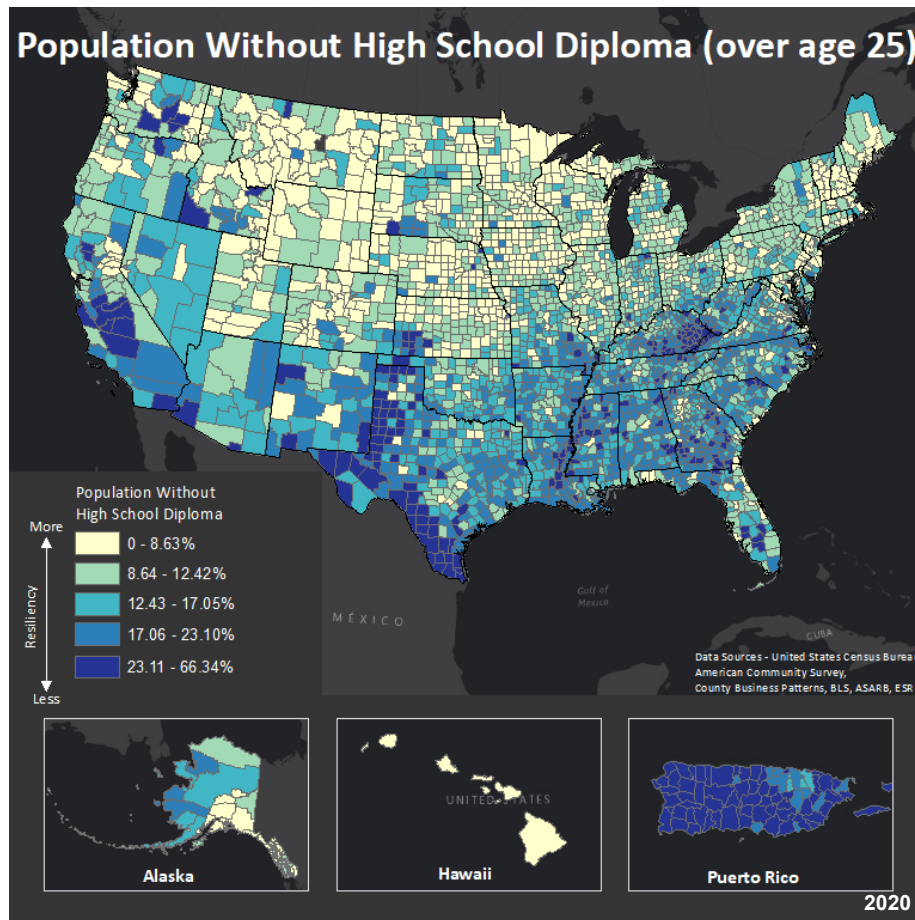 Population Without High School Diploma (over age 25)
Population Without
High School Diploma
More
0 - 8.63%
8.64 - 12.42%
12.43 - 17.05%
17.06 - 23.10%
23.11 - 66.34%
Resiliency
Less
MÉXICO
Gulf of
Mexico
CUBA
Data Sources - United States Census Burea
American Community Survey,
County Business Patterns, BLS, ASARB, ESR
UNITED STATES
Alaska
Hawaii
Puerto Rico
2020